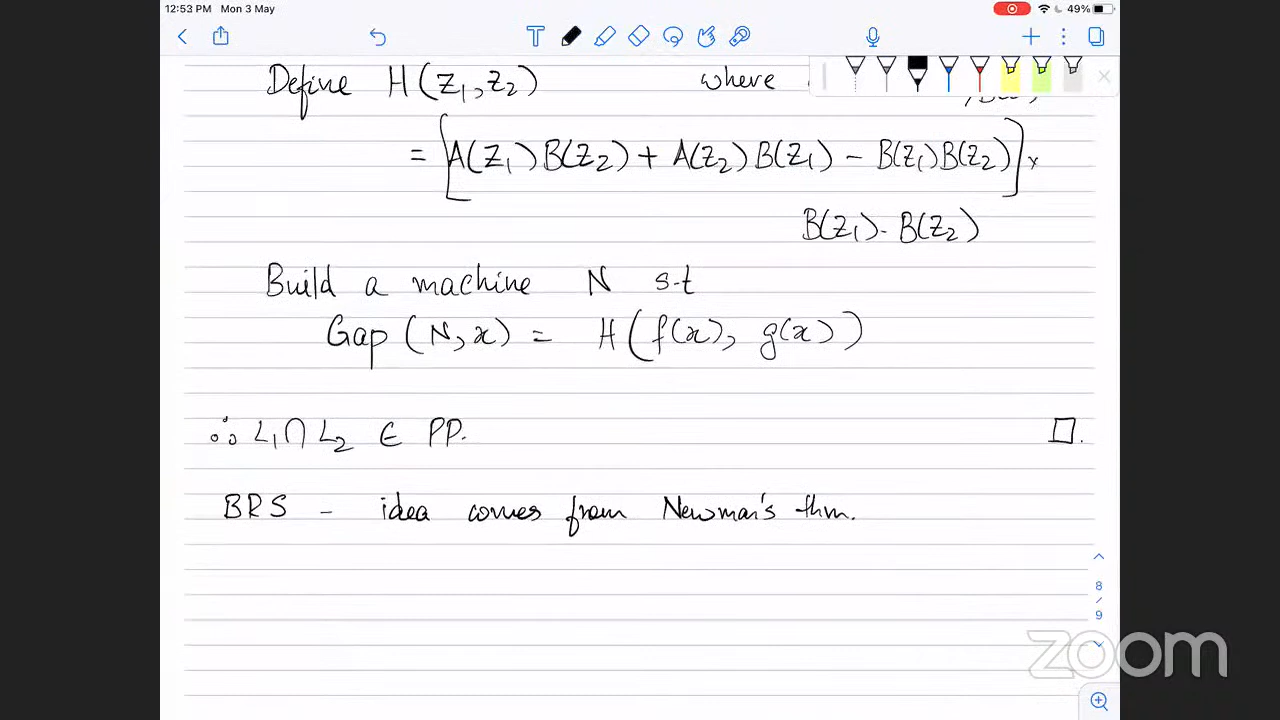 12:53 PM Mon 3 May
49%
Define H(z₁,z₂) where
= [A(z₁)B(z₂) + A(z₂)B(z₁) − B(z₁)B(z₂)] ×
B(z₁)·B(z₂)
Build a machine N s.t
Gap (N,x) = H(f(x), g(x))
∴ L₁∩L₂ ∈ PP. □.
BRS - idea comes from Newman's thm.
8
/
9
zoom